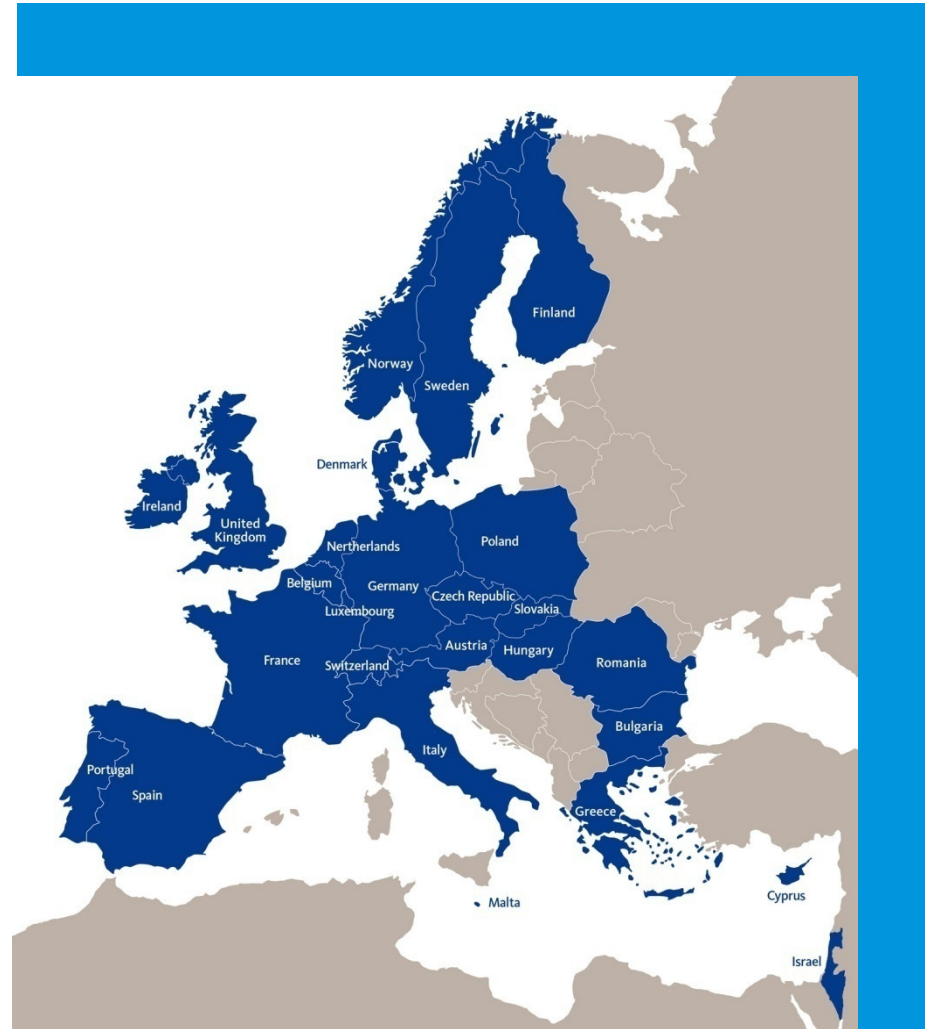 Finland
Norway
Sweden
Denmark
Ireland
United
Kingdom
Nertherlands
Poland
Belgium
Germany
Czech Republic
Luxembourg
Slovakia
Austria
Hungary
France
Switzerland
Romania
Bulgaria
Italy
Portugal
Spain
Greece
Cyprus
Malta
Israel